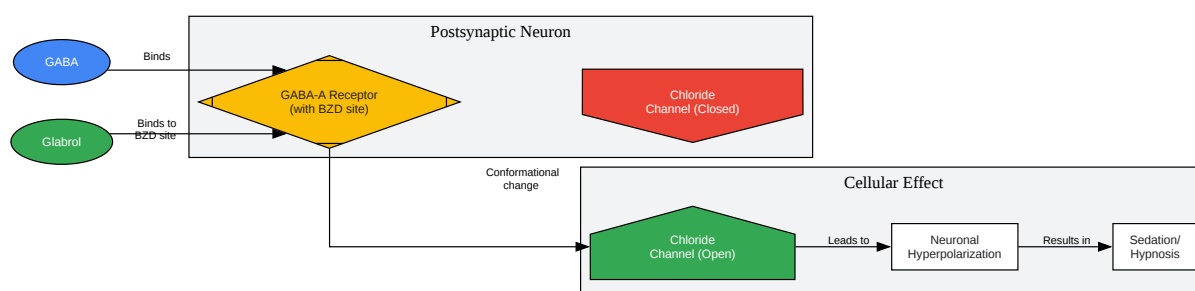 Postsynaptic Neuron
GABA
Binds
GABA-A Receptor
(with BZD site)
Chloride
Channel (Closed)
Glabrol
Binds to
BZD site
Conformational
change
Cellular Effect
Chloride
Channel (Open)
Leads to
Neuronal
Hyperpolarization
Results in
Sedation/
Hypnosis